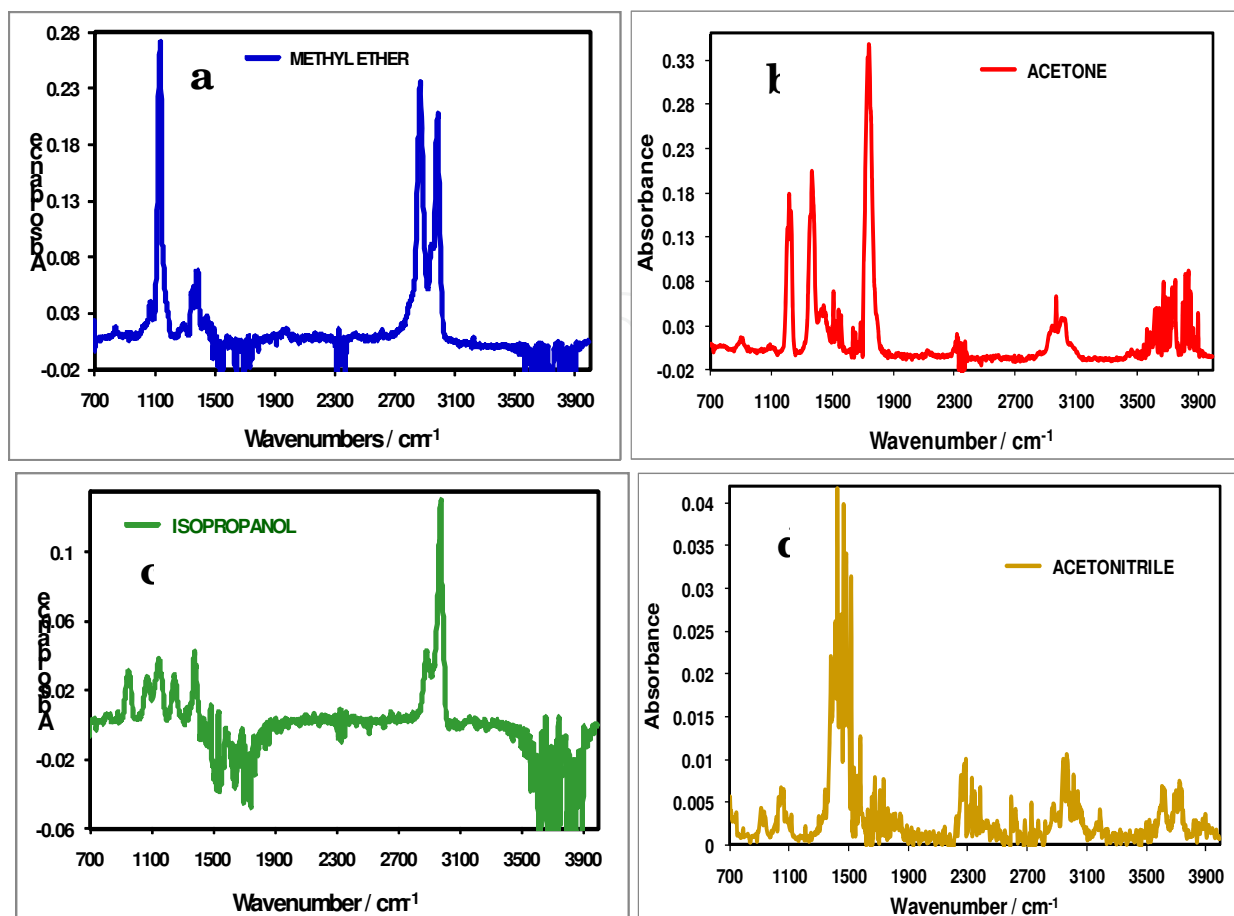 a
METHYL ETHER
0.28
0.23
0.18
0.13
0.08
0.03
-0.02
Absorbance
700 1100 1500 1900 2300 2700 3100 3500 3900
Wavenumbers / cm-1
b
ACETONE
0.33
0.28
0.23
0.18
0.13
0.08
0.03
-0.02
Absorbance
700 1100 1500 1900 2300 2700 3100 3500 3900
Wavenumber / cm-1
c
ISOPROPANOL
0.1
0.06
0.02
-0.02
-0.06
Absorbance
700 1100 1500 1900 2300 2700 3100 3500 3900
Wavenumber / cm-1
d
ACETONITRILE
0.04
0.035
0.03
0.025
0.02
0.015
0.01
0.005
0
Absorbance
700 1100 1500 1900 2300 2700 3100 3500 3900
Wavenumber / cm-1